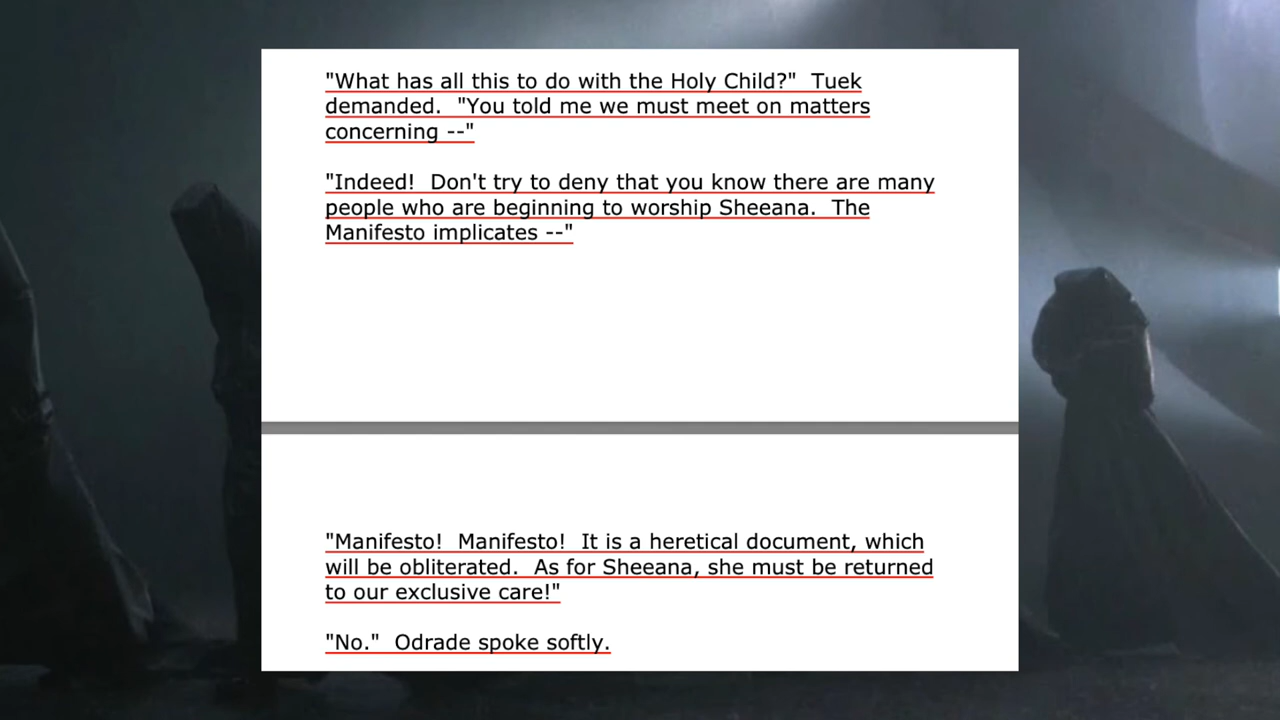 "What has all this to do with the Holy Child?"  Tuek
demanded.  "You told me we must meet on matters
concerning --"
"Indeed!  Don't try to deny that you know there are many
people who are beginning to worship Sheeana.  The
Manifesto implicates --"
"Manifesto!  Manifesto!  It is a heretical document, which
will be obliterated.  As for Sheeana, she must be returned
to our exclusive care!"
"No."  Odrade spoke softly.